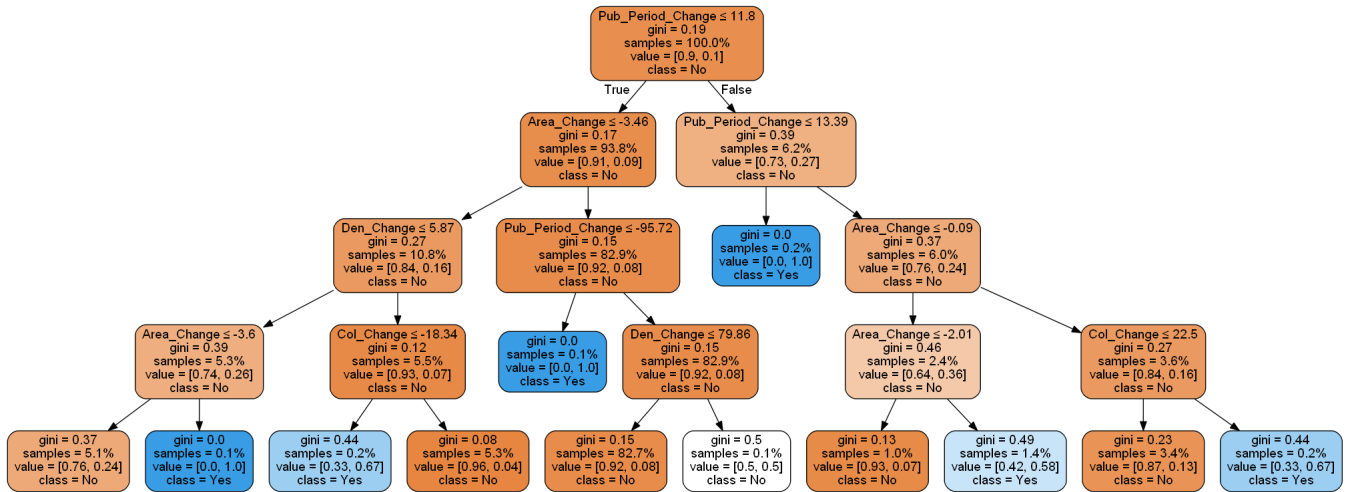 Pub_Period_Change ≤ 11.8
gini = 0.19
samples = 100.0%
value = [0.9, 0.1]
class = No
True
False
Area_Change ≤ -3.46
gini = 0.17
samples = 93.8%
value = [0.91, 0.09]
class = No
Pub_Period_Change ≤ 13.39
gini = 0.39
samples = 6.2%
value = [0.73, 0.27]
class = No
Den_Change ≤ 5.87
gini = 0.27
samples = 10.8%
value = [0.84, 0.16]
class = No
Pub_Period_Change ≤ -95.72
gini = 0.15
samples = 82.9%
value = [0.92, 0.08]
class = No
gini = 0.0
samples = 0.2%
value = [0.0, 1.0]
class = Yes
Area_Change ≤ -0.09
gini = 0.37
samples = 6.0%
value = [0.76, 0.24]
class = No
Area_Change ≤ -3.6
gini = 0.39
samples = 5.3%
value = [0.74, 0.26]
class = No
Col_Change ≤ -18.34
gini = 0.12
samples = 5.5%
value = [0.93, 0.07]
class = No
gini = 0.0
samples = 0.1%
value = [0.0, 1.0]
class = Yes
Den_Change ≤ 79.86
gini = 0.15
samples = 82.9%
value = [0.92, 0.08]
class = No
Area_Change ≤ -2.01
gini = 0.46
samples = 2.4%
value = [0.64, 0.36]
class = No
Col_Change ≤ 22.5
gini = 0.27
samples = 3.6%
value = [0.84, 0.16]
class = No
gini = 0.37
samples = 5.1%
value = [0.76, 0.24]
class = No
gini = 0.0
samples = 0.1%
value = [0.0, 1.0]
class = Yes
gini = 0.44
samples = 0.2%
value = [0.33, 0.67]
class = Yes
gini = 0.08
samples = 5.3%
value = [0.96, 0.04]
class = No
gini = 0.15
samples = 82.7%
value = [0.92, 0.08]
class = No
gini = 0.5
samples = 0.1%
value = [0.5, 0.5]
class = No
gini = 0.13
samples = 1.0%
value = [0.93, 0.07]
class = No
gini = 0.49
samples = 1.4%
value = [0.42, 0.58]
class = Yes
gini = 0.23
samples = 3.4%
value = [0.87, 0.13]
class = No
gini = 0.44
samples = 0.2%
value = [0.33, 0.67]
class = Yes